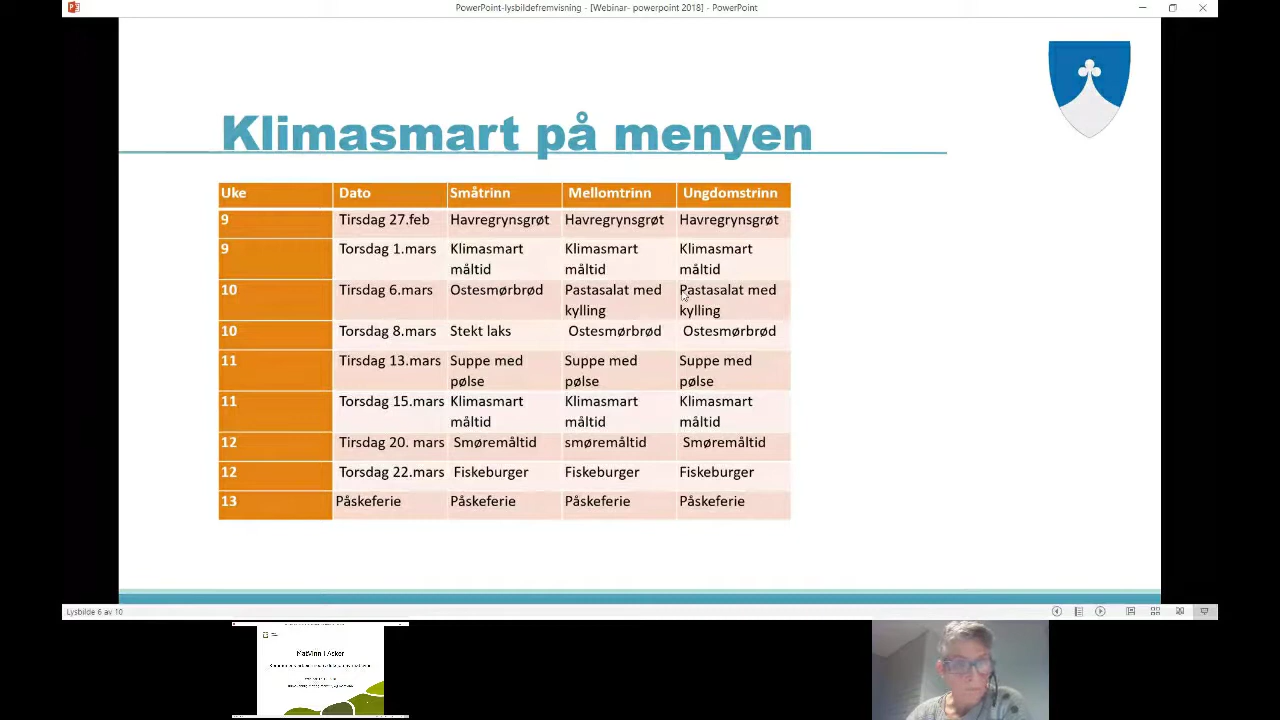 PowerPoint-lysbildefremvisning - [Webinar- powerpoint 2018] - PowerPoint
Klimasmart på menyen
Uke Dato Småtrinn Mellomtrinn Ungdomstrinn
9 Tirsdag 27.feb Havregrynsgrøt Havregrynsgrøt Havregrynsgrøt
9 Torsdag 1.mars Klimasmart Klimasmart Klimasmart
måltid måltid måltid
10 Tirsdag 6.mars Ostesmørbrød Pastasalat med Pastasalat med
kylling kylling
10 Torsdag 8.mars Stekt laks Ostesmørbrød Ostesmørbrød
11 Tirsdag 13.mars Suppe med Suppe med Suppe med
pølse pølse pølse
11 Torsdag 15.mars Klimasmart Klimasmart Klimasmart
måltid måltid måltid
12 Tirsdag 20. mars Smøremåltid smøremåltid Smøremåltid
12 Torsdag 22.mars Fiskeburger Fiskeburger Fiskeburger
13 Påskeferie Påskeferie Påskeferie Påskeferie
Lysbilde 6 av 10
MatVinn i Asker